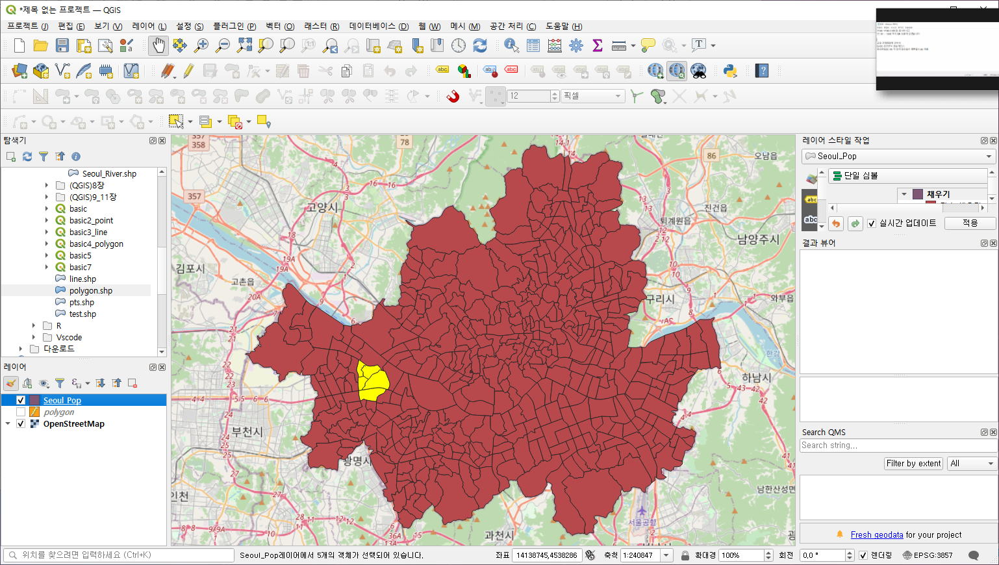 *제목 없는 프로젝트 — QGIS
프로젝트 (J) 편집 (E) 보기 (V) 레이어 (L) 설정 (S) 플러그인 (P) 벡터 (O) 래스터 (R) 데이터베이스 (D) 웹 (W) 메시 (M) 공간 처리 (C) 도움말 (H)
abc abc abc
12 픽셀
탐색기
Seoul_River.shp
(QGIS)8장
(QGIS)9_11장
basic
basic2_point
basic3_line
basic4_polygon
basic5
basic7
line.shp
polygon.shp
pts.shp
test.shp
R
Vscode
다운로드
레이어
Seoul_Pop
polygon
OpenStreetMap
357
358
78
14-1
14
86
오남읍
357
고양시
진건읍
퇴계원읍
남양주시
김포시
고촌읍
19A
19A
20A
구리시
와부읍
한강
하남시
부천시
광명시
인천
남한산성면
서울공항
과천시
36A
레이어 스타일 작업
Seoul_Pop
단일 심볼
채우기
abc
abc
실시간 업데이트 적용
결과 뷰어
Search QMS
Search string...
Filter by extent All
Fresh geodata for your project
위치를 찾으려면 입력하세요 (Ctrl+K) Seoul_Pop레이어에서 5개의 객체가 선택되어 있습니다. 좌표 14138745,4538286 축척 1:240847 확대경 100% 회전 0,0 ° 렌더링 EPSG:3857